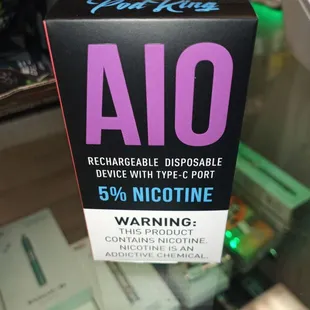 Pod King
AIO
RECHARGEABLE DISPOSABLE
DEVICE WITH TYPE-C PORT
5% NICOTINE
WARNING:
THIS PRODUCT
CONTAINS NICOTINE.
NICOTINE IS AN
ADDICTIVE CHEMICAL.